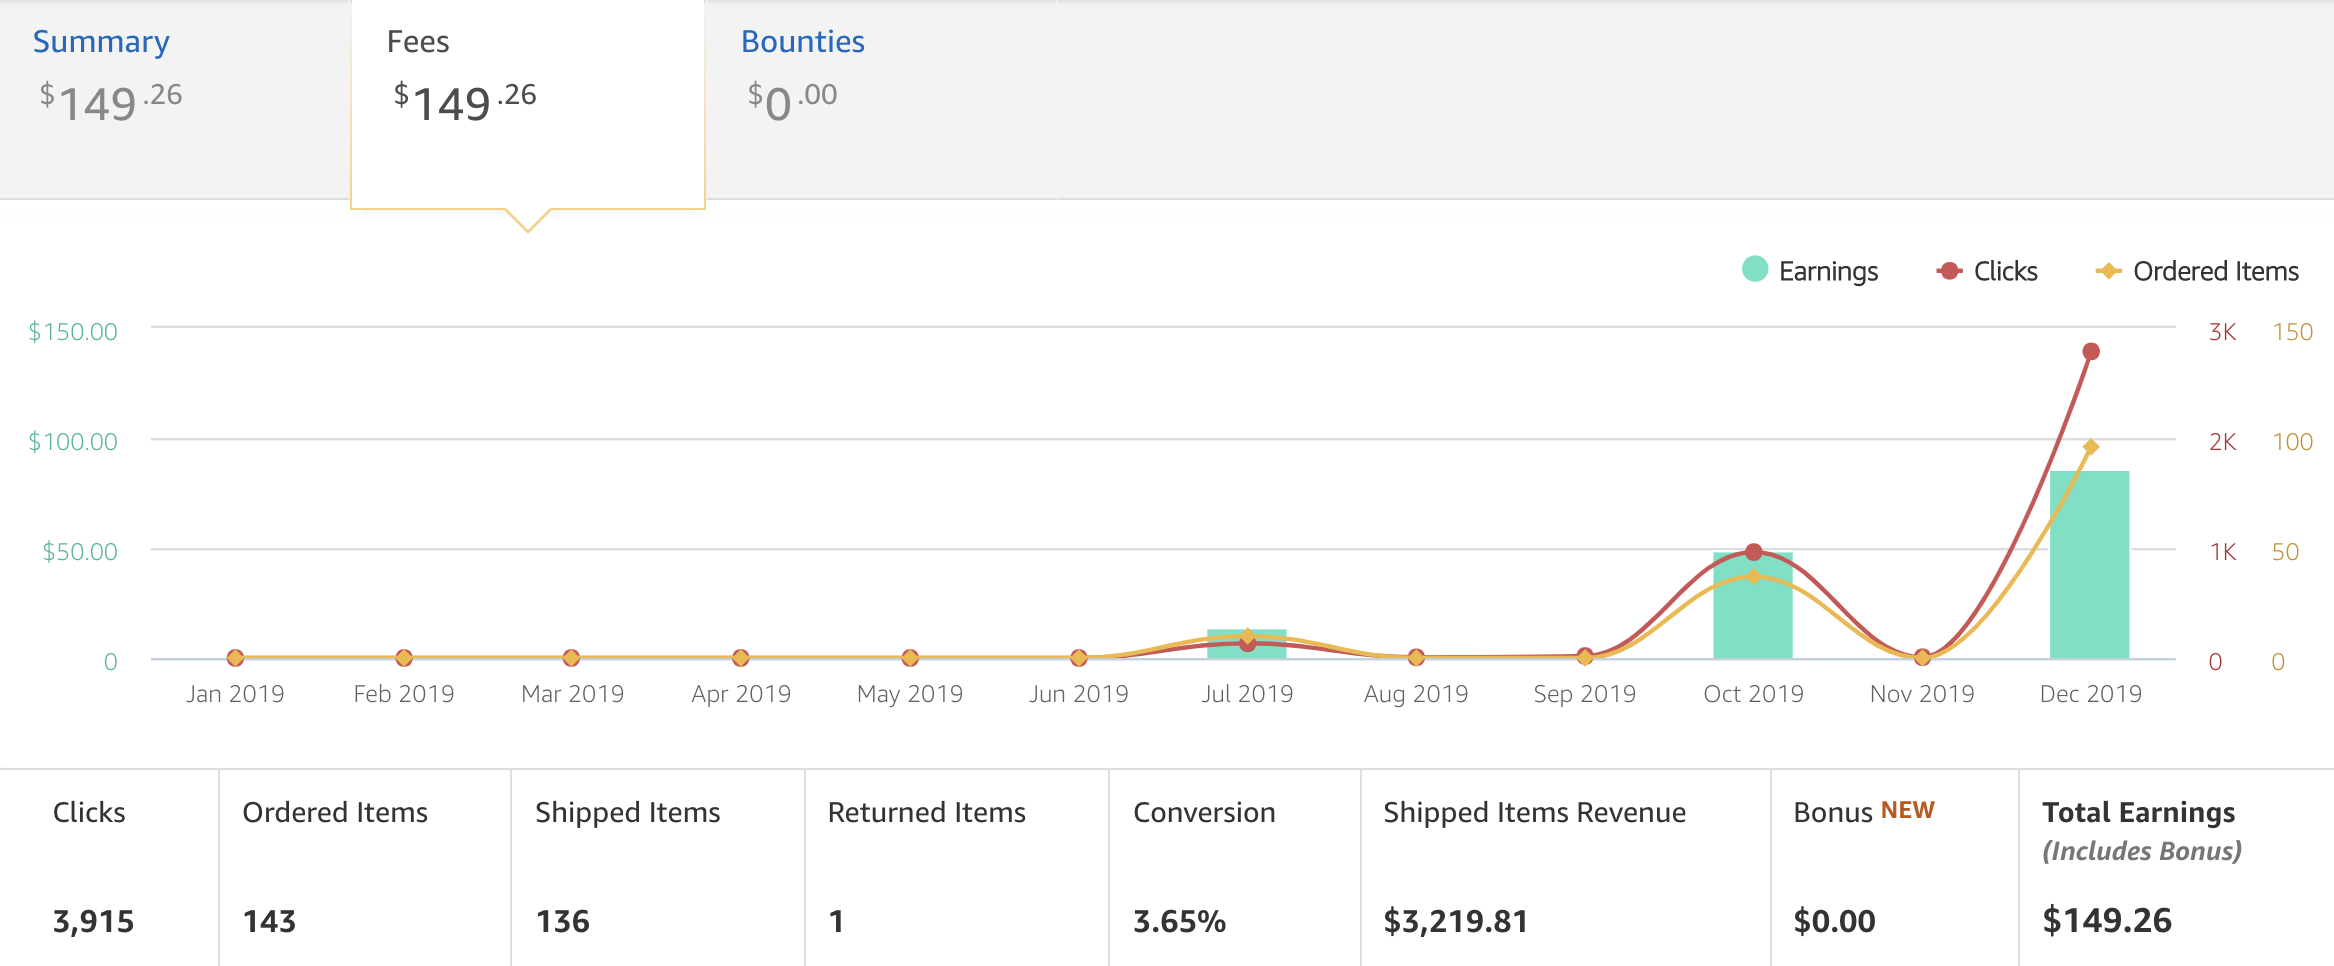 Summary
$149.26
Fees
$149.26
Bounties
$0.00
Earnings Clicks Ordered Items
$150.00 3K 150
$100.00 2K 100
$50.00 1K 50
0 0 0
Jan 2019 Feb 2019 Mar 2019 Apr 2019 May 2019 Jun 2019 Jul 2019 Aug 2019 Sep 2019 Oct 2019 Nov 2019 Dec 2019
Clicks Ordered Items Shipped Items Returned Items Conversion Shipped Items Revenue Bonus NEW Total Earnings
(Includes Bonus)
3,915 143 136 1 3.65% $3,219.81 $0.00 $149.26